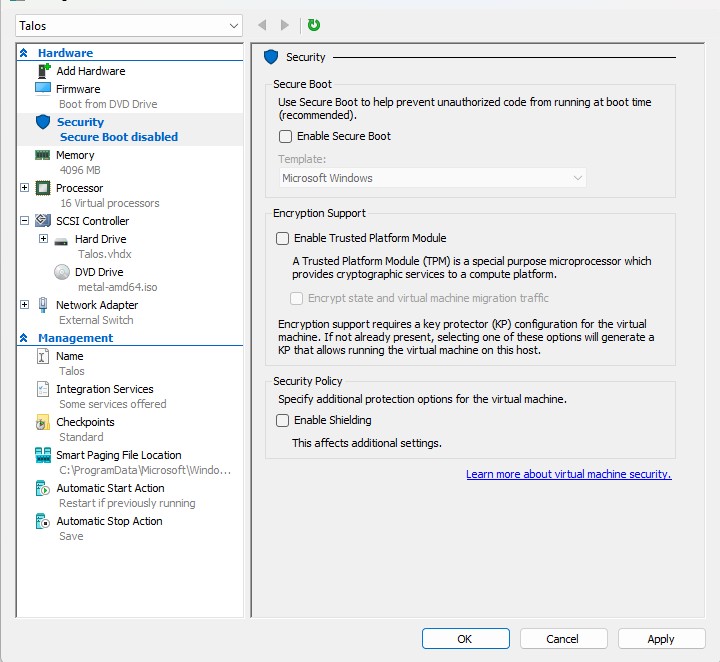 Talos
Hardware
Add Hardware
Firmware
Boot from DVD Drive
Security
Secure Boot disabled
Memory
4096 MB
Processor
16 Virtual processors
SCSI Controller
Hard Drive
Talos.vhdx
DVD Drive
metal-amd64.iso
Network Adapter
External Switch
Management
Name
Talos
Integration Services
Some services offered
Checkpoints
Standard
Smart Paging File Location
C:\ProgramData\Microsoft\Windo...
Automatic Start Action
Restart if previously running
Automatic Stop Action
Save
Security
Secure Boot
Use Secure Boot to help prevent unauthorized code from running at boot time
(recommended).
Enable Secure Boot
Template:
Microsoft Windows
Encryption Support
Enable Trusted Platform Module
A Trusted Platform Module (TPM) is a special purpose microprocessor which
provides cryptographic services to a compute platform.
Encrypt state and virtual machine migration traffic
Encryption support requires a key protector (KP) configuration for the virtual
machine. If not already present, selecting one of these options will generate a
KP that allows running the virtual machine on this host.
Security Policy
Specify additional protection options for the virtual machine.
Enable Shielding
This affects additional settings.
Learn more about virtual machine security.
OK
Cancel
Apply